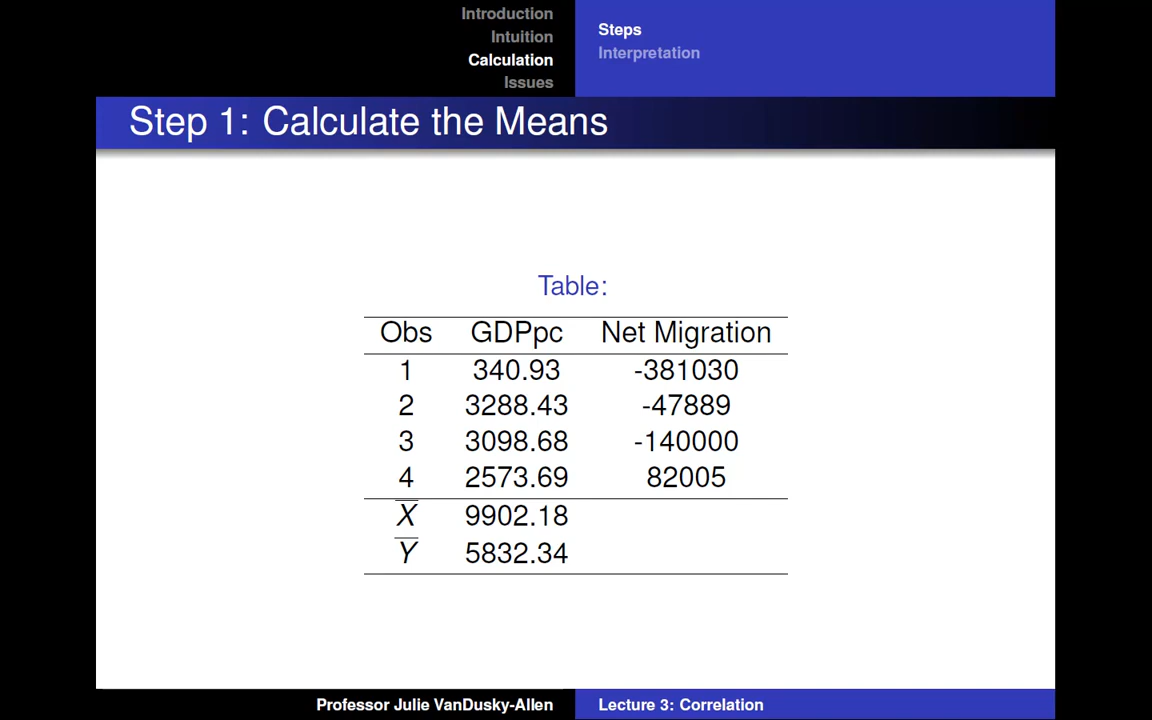 Introduction
Intuition
Calculation
Issues
Steps
Interpretation
Step 1: Calculate the Means
Table:
Obs GDPpc Net Migration
1 340.93 -381030
2 3288.43 -47889
3 3098.68 -140000
4 2573.69 82005
X̅ 9902.18
Y̅ 5832.34
Professor Julie VanDusky-Allen Lecture 3: Correlation